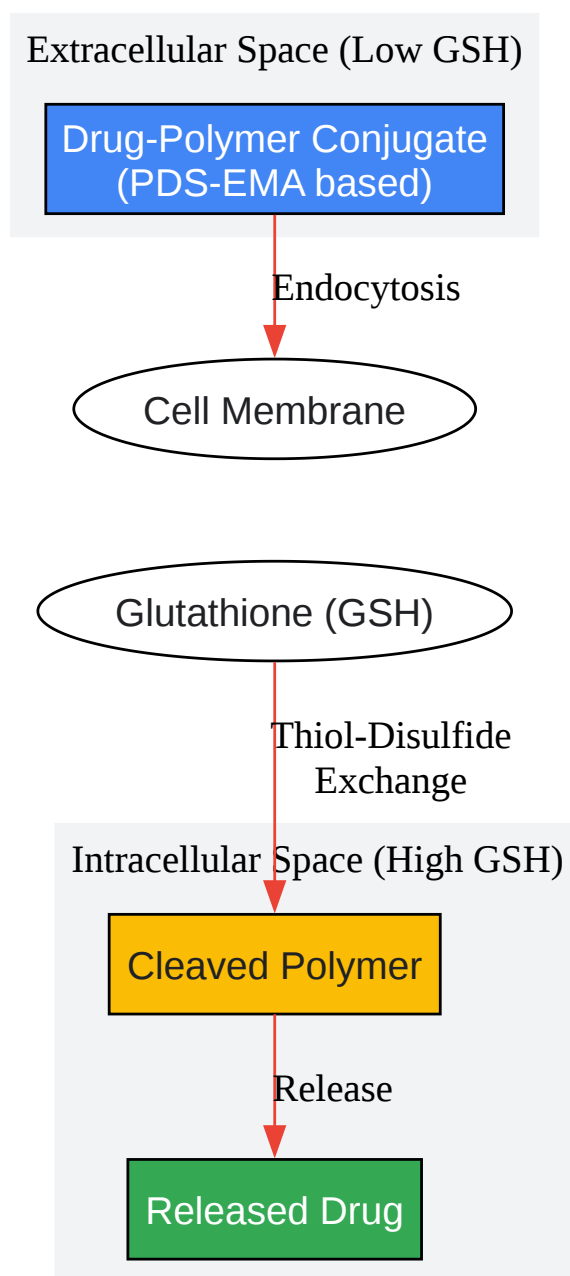 Extracellular Space (Low GSH)
Drug-Polymer Conjugate
(PDS-EMA based)
Endocytosis
Cell Membrane
Glutathione (GSH)
Thiol-Disulfide
Exchange
Intracellular Space (High GSH)
Cleaved Polymer
Release
Released Drug